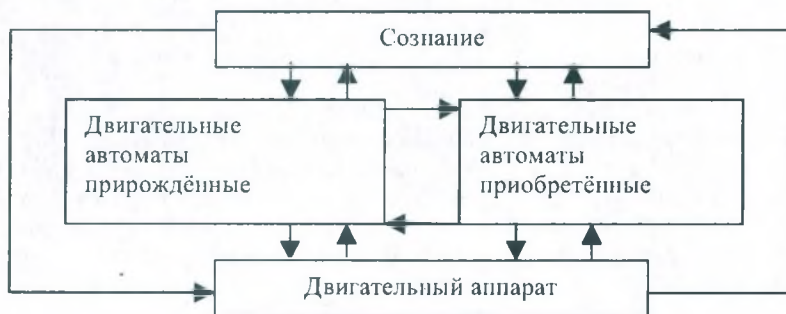 Сознание
Двигательные
автоматы
прирождённые
Двигательные
автоматы
приобретённые
Двигательный аппарат